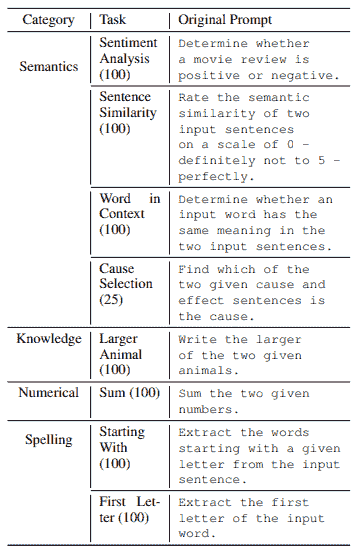 Category Task Original Prompt
Semantics
Sentiment
Analysis
(100)
Determine whether
a movie review is
positive or negative.
Sentence
Similarity
(100)
Rate the semantic
similarity of two
input sentences
on a scale of 0 -
definitely not to 5 -
perfectly.
Word in
Context
(100)
Determine whether an
input word has the
same meaning in the
two input sentences.
Cause
Selection
(25)
Find which of the
two given cause and
effect sentences is
the cause.
Knowledge
Larger
Animal
(100)
Write the larger
of the two given
animals.
Numerical
Sum (100)
Sum the two given
numbers.
Spelling
Starting
With
(100)
Extract the words
starting with a given
letter from the input
sentence.
First Let-
ter (100)
Extract the first
letter of the input
word.